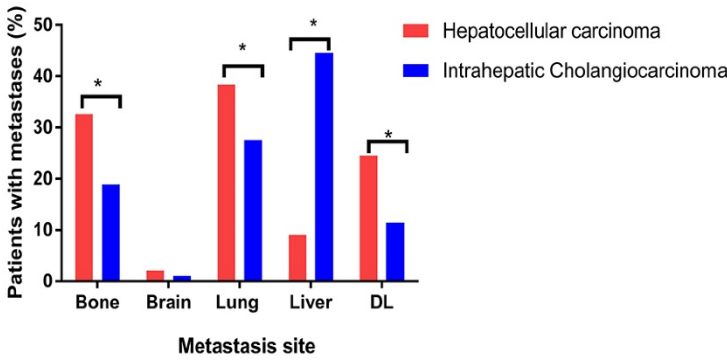 Patients with metastases (%)
50
40
30
20
10
0
*
*
*
*
Bone Brain Lung Liver DL
Metastasis site
Hepatocellular carcinoma
Intrahepatic Cholangiocarcinoma